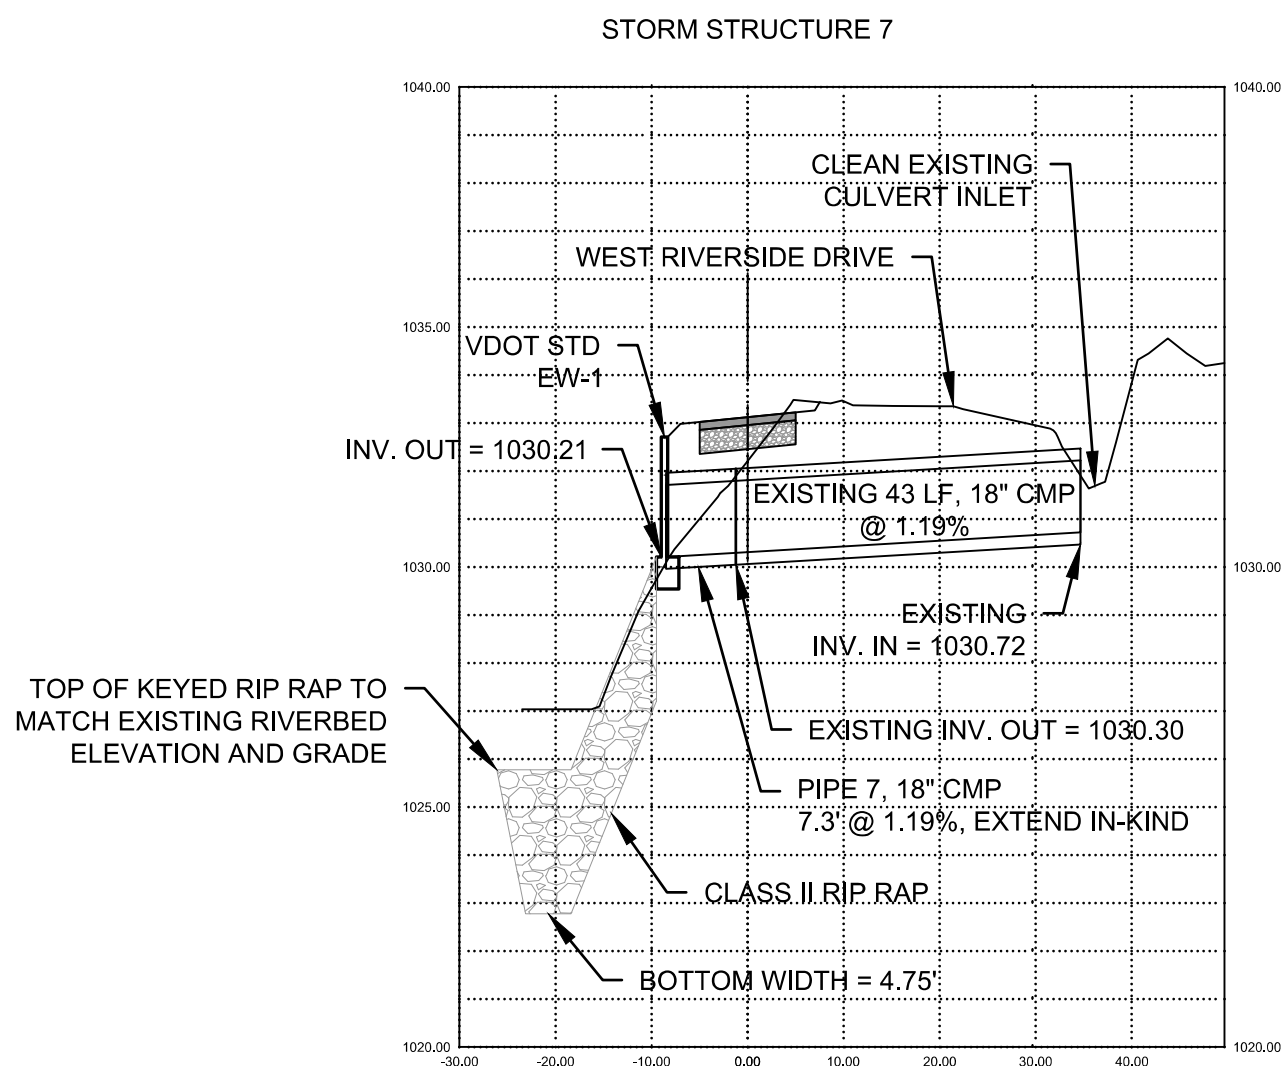 STORM STRUCTURE 7
1040.00
1040.00
CLEAN EXISTING
CULVERT INLET
WEST RIVERSIDE DRIVE
1035.00
1035.00
VDOT STD
EW-1
INV. OUT = 1030.21
EXISTING 43 LF, 18" CMP
@ 1.19%
1030.00
1030.00
EXISTING
INV. IN = 1030.72
TOP OF KEYED RIP RAP TO
MATCH EXISTING RIVERBED
ELEVATION AND GRADE
EXISTING INV. OUT = 1030.30
PIPE 7, 18" CMP
7.3' @ 1.19%, EXTEND IN-KIND
1025.00
1025.00
CLASS II RIP RAP
BOTTOM WIDTH = 4.75'
1020.00
1020.00
-30.00
-20.00
-10.00
0.00
10.00
20.00
30.00
40.00